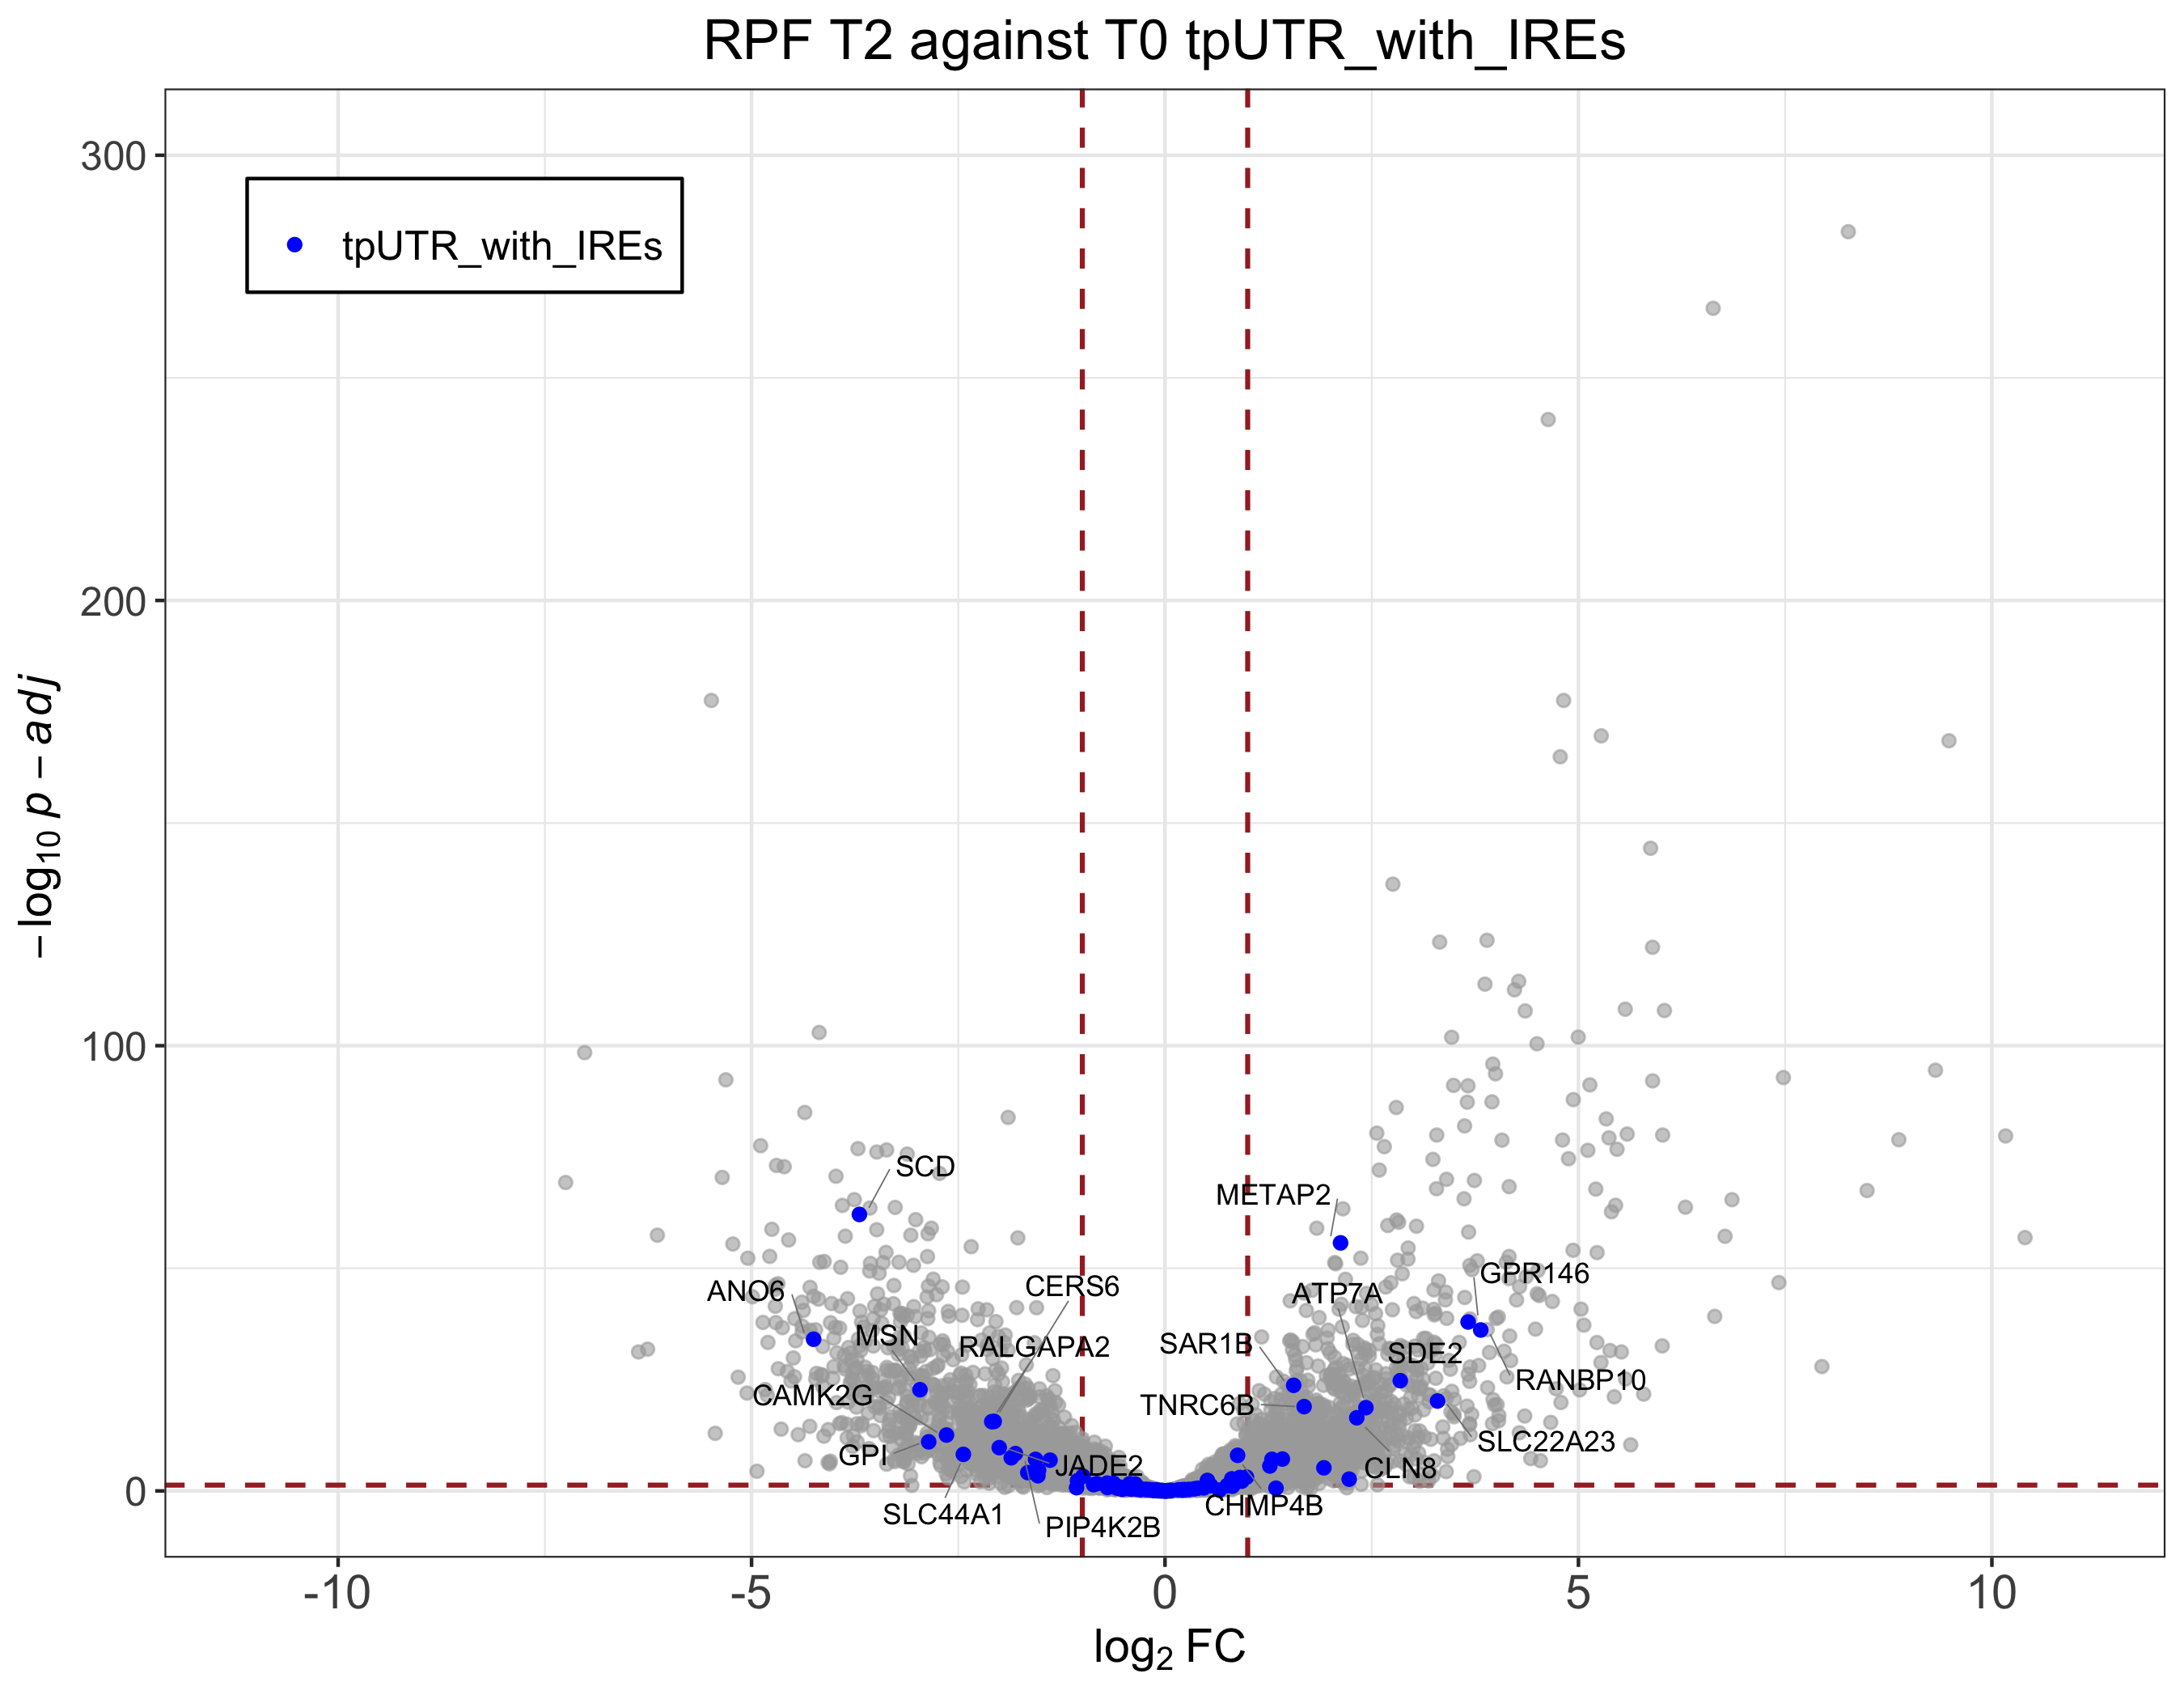 RPF T2 against T0 tpUTR_with_IREs
300
200
100
0
−log10 p − adj
tpUTR_with_IREs
SCD
METAP2
GPR146
CERS6
ANO6
ATP7A
MSN
RALGAPA2
SAR1B
SDE2
RANBP10
CAMK2G
TNRC6B
GPI
JADE2
SLC22A23
CLN8
SLC44A1
CHMP4B
PIP4K2B
-10 -5 0 5 10
log2 FC